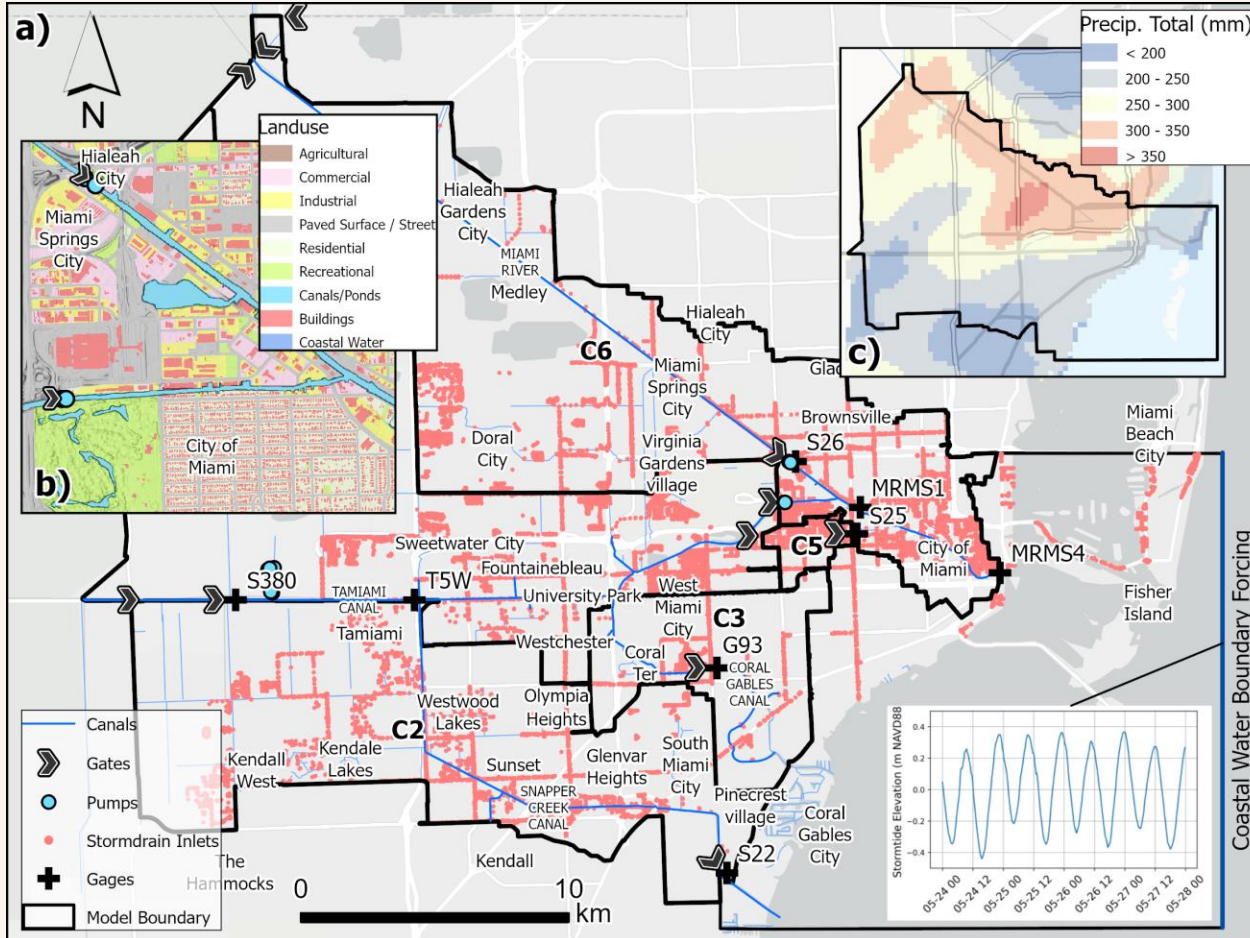 a)
N
Landuse
Agricultural
Commercial
Industrial
Paved Surface / Street
Residential
Recreational
Canals/Ponds
Buildings
Coastal Water
Hialeah
City
Miami
Springs
City
City of
Miami
b)
Precip. Total (mm)
< 200
200 - 250
250 - 300
300 - 350
> 350
c)
Hialeah
Gardens
City
MIAMI
RIVER
Medley
Hialeah
City
C6
Miami
Springs
City
Glad
Brownsville
S26
Miami
Beach
City
Doral
City
Virginia
Gardens
village
MRMS1
S25
C5
City of
Miami
MRMS4
Fisher
Island
Sweetwater City
Fountainebleau
S380
TAMIAMI
CANAL
T5W
University Park
West
Miami
City
Tamiami
Westchester
C3
G93
Coral
Ter
CORAL
GABLES
CANAL
Olympia
Heights
Westwood
Lakes
C2
Kendall
West
Kendale
Lakes
Sunset
Glenvar
Heights
South
Miami
City
SNAPPER
CREEK
CANAL
Pinecrest
village
Coral
Gables
City
S22
Kendall
The
Hammocks
Canals
Gates
Pumps
Stormdrain Inlets
Gages
Model Boundary
0
10
km
Stormtide Elevation (m NAVD88
0.4
0.2
0.0
−0.2
−0.4
05-24 00
05-24 12
05-25 00
05-25 12
05-26 00
05-26 12
05-27 00
05-27 12
05-28 00
Coastal Water Boundary Forcing